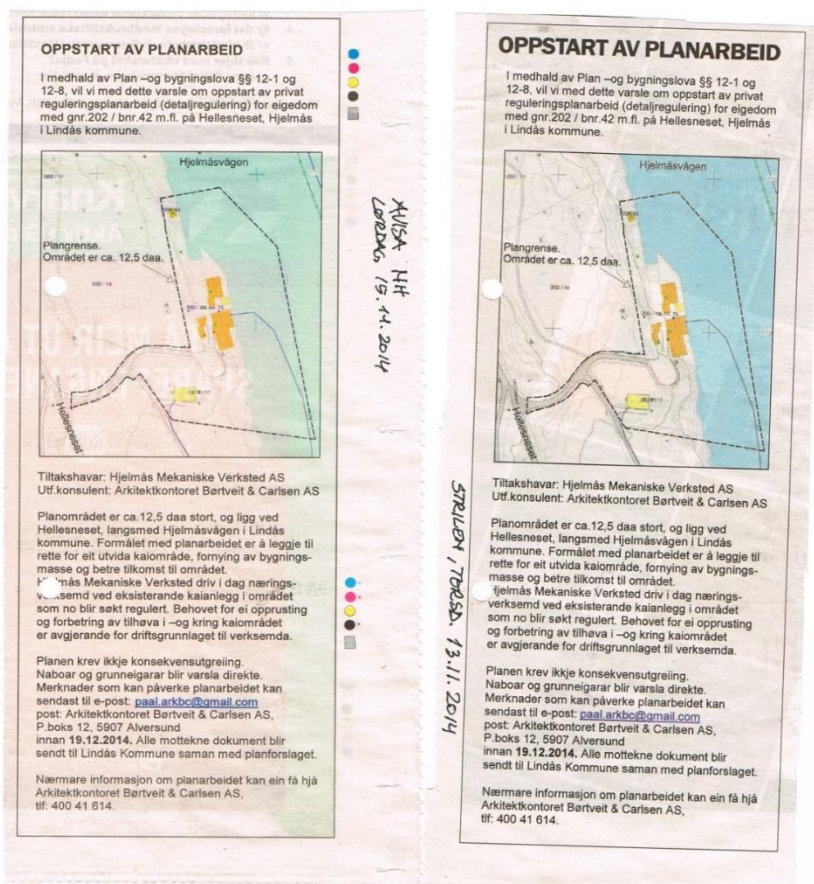 OPPSTART AV PLANARBEID
I medhald av Plan –og bygningslova §§ 12-1 og
12-8, vil vi med dette varsle om oppstart av privat
reguleringsplanarbeid (detaljregulering) for eigedom
med gnr.202 / bnr.42 m.fl. på Hellesneset, Hjelmås
i Lindås kommune.
Hjelmåsvågen
Plangrense.
Området er ca. 12,5 daa.
Hellesneset
Tiltakshavar: Hjelmås Mekaniske Verksted AS
Utf.konsulent: Arkitektkontoret Børtveit & Carlsen AS
Planområdet er ca.12,5 daa stort, og ligg ved
Hellesneset, langsmed Hjelmåsvågen i Lindås
kommune. Formålet med planarbeidet er å leggje til
rette for eit utvida kaiområde, fornying av bygnings-
masse og betre tilkomst til området.
Hjelmås Mekaniske Verksted driv i dag nærings-
verksemd ved eksisterande kaianlegg i området
som no blir søkt regulert. Behovet for ei opprusting
og forbetring av tilhøva i –og kring kaiområdet
er avgjerande for driftsgrunnlaget til verksemda.
Planen krev ikkje konsekvensutgreiing.
Naboar og grunneigarar blir varsla direkte.
Merknader som kan påverke planarbeidet kan
sendast til e-post: paal.arkbc@gmail.com
post: Arkitektkontoret Børtveit & Carlsen AS,
P.boks 12, 5907 Alversund
innan 19.12.2014. Alle mottekne dokument blir
sendt til Lindås Kommune saman med planforslaget.
Nærmare informasjon om planarbeidet kan ein få hjå
Arkitektkontoret Børtveit & Carlsen AS,
tlf: 400 41 614.
AVISA NH
LØRDAG, 15.11.2014
OPPSTART AV PLANARBEID
I medhald av Plan –og bygningslova §§ 12-1 og
12-8, vil vi med dette varsle om oppstart av privat
reguleringsplanarbeid (detaljregulering) for eigedom
med gnr.202 / bnr.42 m.fl. på Hellesneset, Hjelmås
i Lindås kommune.
Hjelmåsvågen
Plangrense.
Området er ca. 12,5 daa.
Hellesneset
Tiltakshavar: Hjelmås Mekaniske Verksted AS
Utf.konsulent: Arkitektkontoret Børtveit & Carlsen AS
Planområdet er ca.12,5 daa stort, og ligg ved
Hellesneset, langsmed Hjelmåsvågen i Lindås
kommune. Formålet med planarbeidet er å leggje til
rette for eit utvida kaiområde, fornying av bygnings-
masse og betre tilkomst til området.
Hjelmås Mekaniske Verksted driv i dag nærings-
verksemd ved eksisterande kaianlegg i området
som no blir søkt regulert. Behovet for ei opprusting
og forbetring av tilhøva i –og kring kaiområdet
er avgjerande for driftsgrunnlaget til verksemda.
Planen krev ikkje konsekvensutgreiing.
Naboar og grunneigarar blir varsla direkte.
Merknader som kan påverke planarbeidet kan
sendast til e-post: paal.arkbc@gmail.com
post: Arkitektkontoret Børtveit & Carlsen AS,
P.boks 12, 5907 Alversund
innan 19.12.2014. Alle mottekne dokument blir
sendt til Lindås Kommune saman med planforslaget.
Nærmare informasjon om planarbeidet kan ein få hjå
Arkitektkontoret Børtveit & Carlsen AS,
tlf: 400 41 614.
STRILEN, TORSD. 13.11.2014